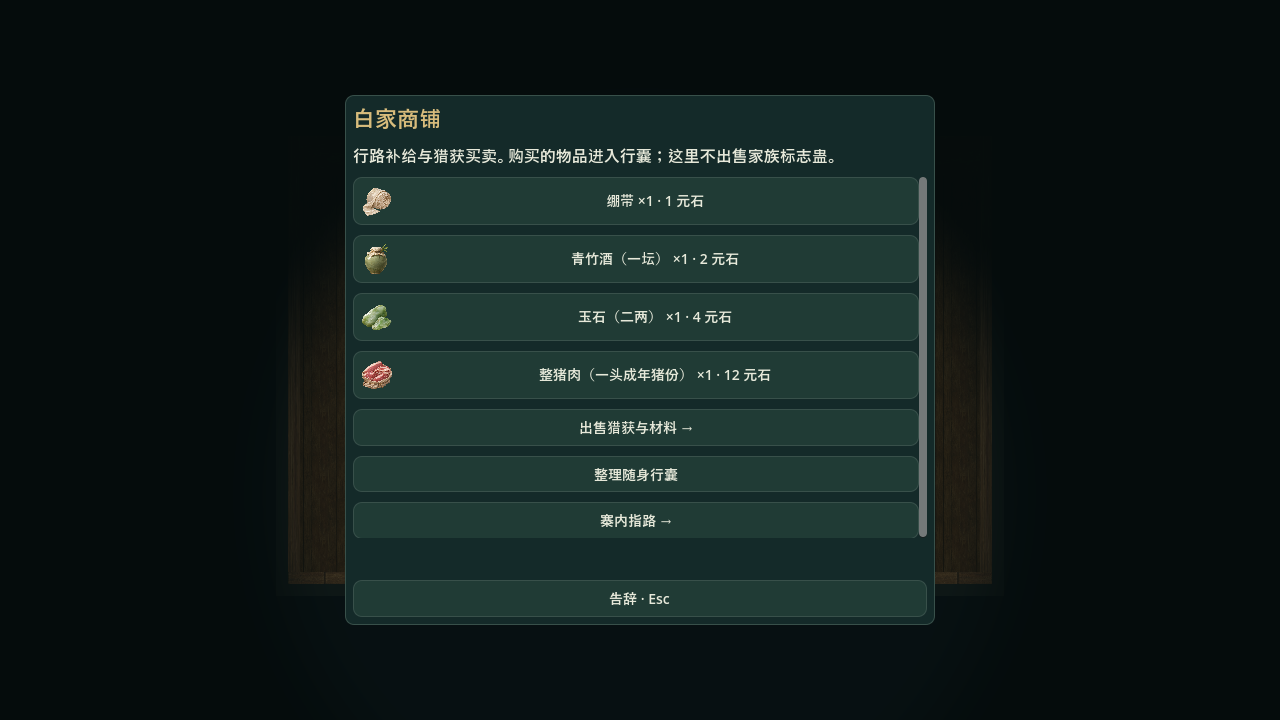 白家商铺
行路补给与猎获买卖。购买的物品进入行囊；这里不出售家族标志蛊。
绷带 ×1 · 1 元石
青竹酒（一坛） ×1 · 2 元石
玉石（二两） ×1 · 4 元石
整猪肉（一头成年猪份） ×1 · 12 元石
出售猎获与材料 →
整理随身行囊
寨内指路 →
告辞 · Esc